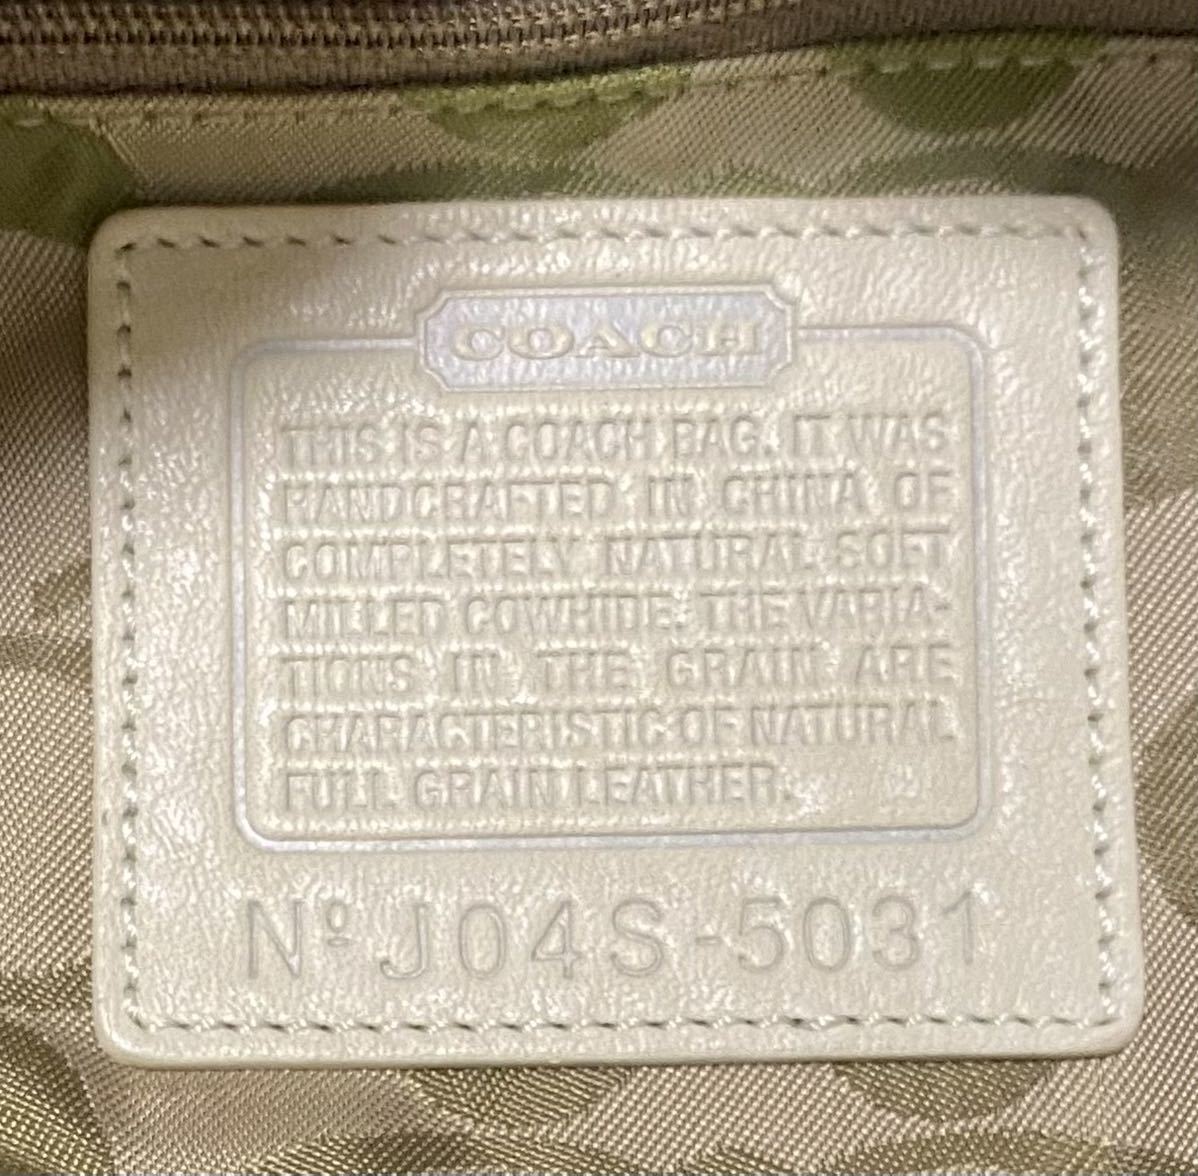 COACH
THIS IS A COACH BAG. IT WAS
HANDCRAFTED IN CHINA OF
COMPLETELY NATURAL SOFT
MILLED COWHIDE. THE VARIA-
TIONS IN THE GRAIN ARE
CHARACTERISTIC OF NATURAL
FULL GRAIN LEATHER.
Nº J04S-5031